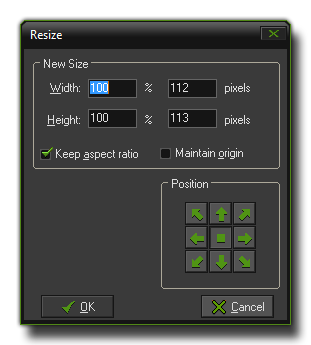 Resize
New Size
Width: 100 % 112 pixels
Height: 100 % 113 pixels
Keep aspect ratio Maintain origin
Position
OK Cancel